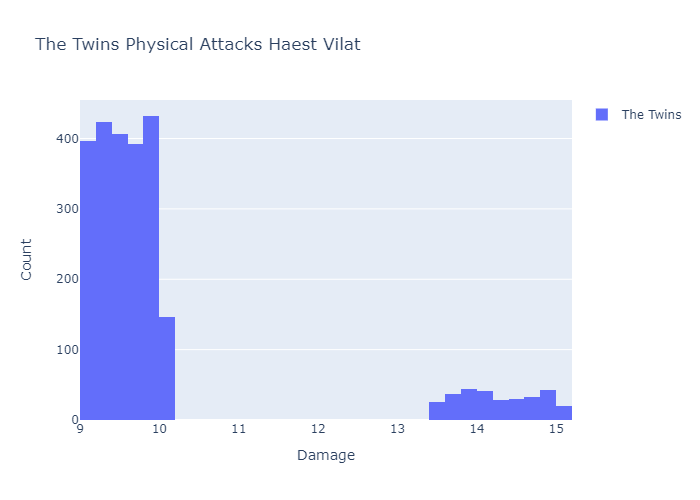 The Twins Physical Attacks Haest Vilat
The Twins
400
300
200
100
0
9 10 11 12 13 14 15
Count
Damage